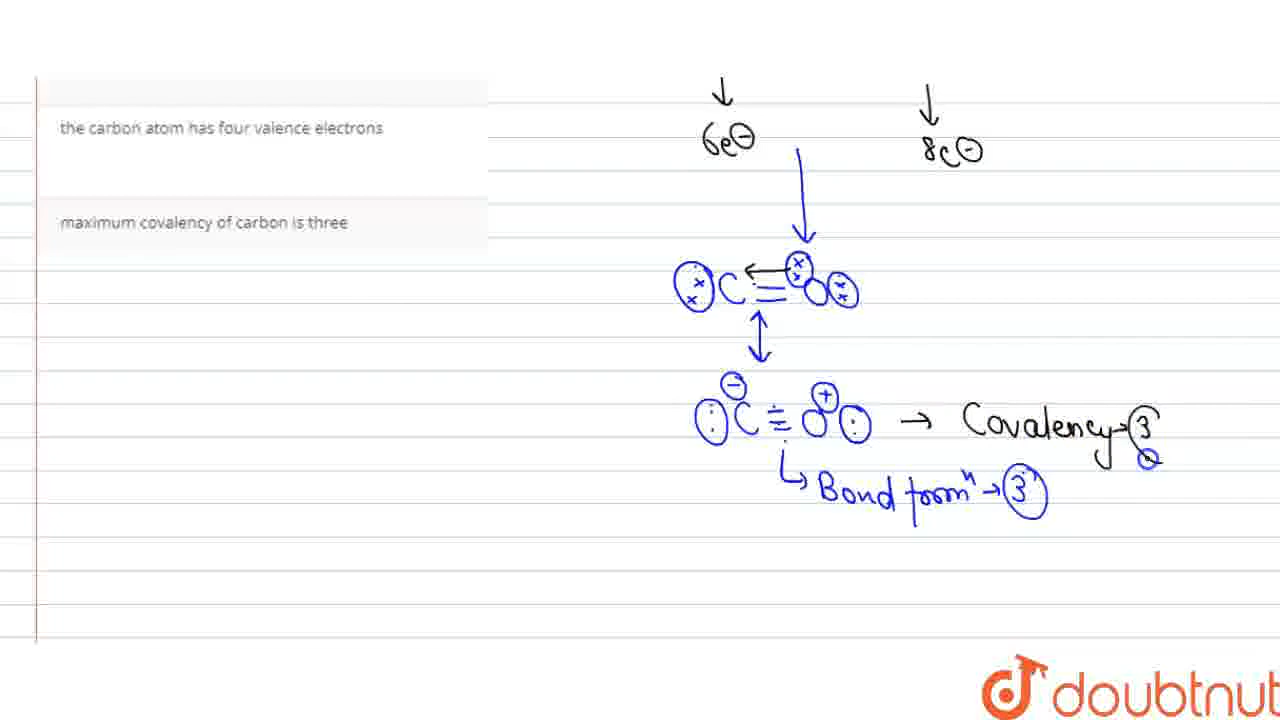 the carbon atom has four valence electrons
maximum covalency of carbon is three
6e⊖ 8e⊖
C = O
⊖ +
:C ≡ O: → Covalency → 3
↳ Bond formⁿ → 3
doubtnut